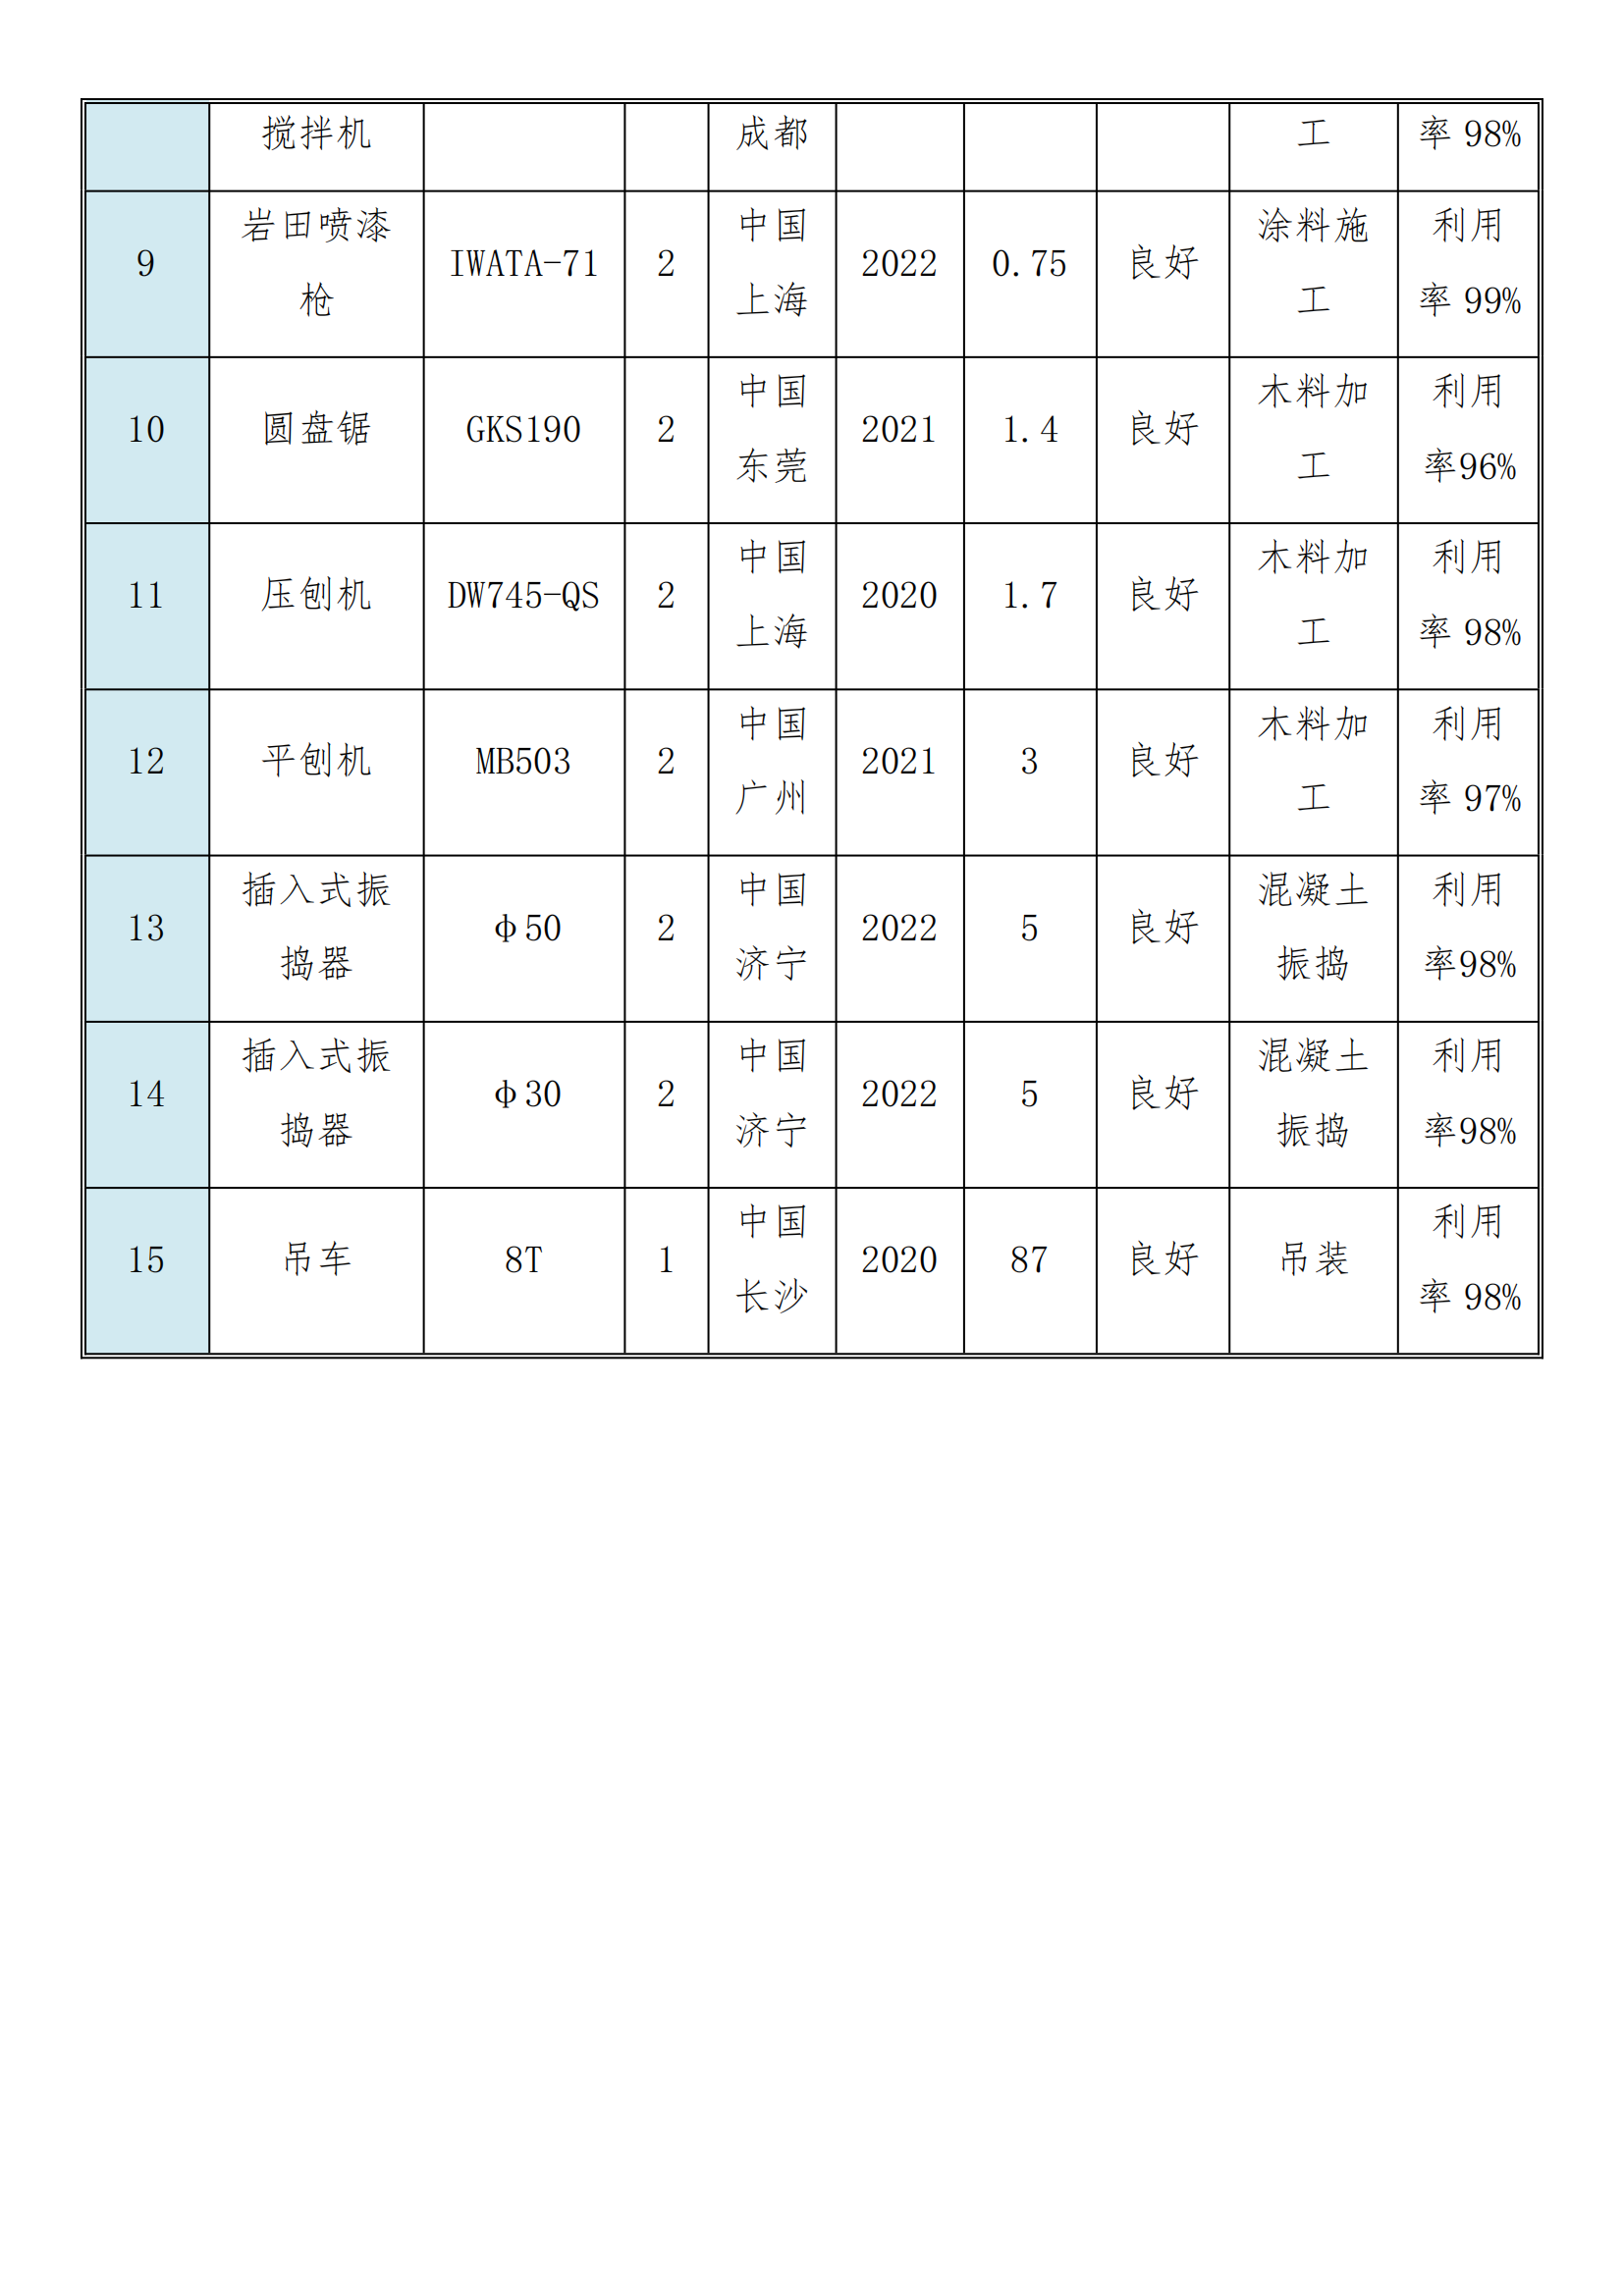 搅拌机 成都 工 率 98%
9 岩田喷漆枪 IWATA-71 2 中国上海 2022 0.75 良好 涂料施工 利用率 99%
10 圆盘锯 GKS190 2 中国东莞 2021 1.4 良好 木料加工 利用率96%
11 压刨机 DW745-QS 2 中国上海 2020 1.7 良好 木料加工 利用率 98%
12 平刨机 MB503 2 中国广州 2021 3 良好 木料加工 利用率 97%
13 插入式振捣器 φ50 2 中国济宁 2022 5 良好 混凝土振捣 利用率98%
14 插入式振捣器 φ30 2 中国济宁 2022 5 良好 混凝土振捣 利用率98%
15 吊车 8T 1 中国长沙 2020 87 良好 吊装 利用率 98%